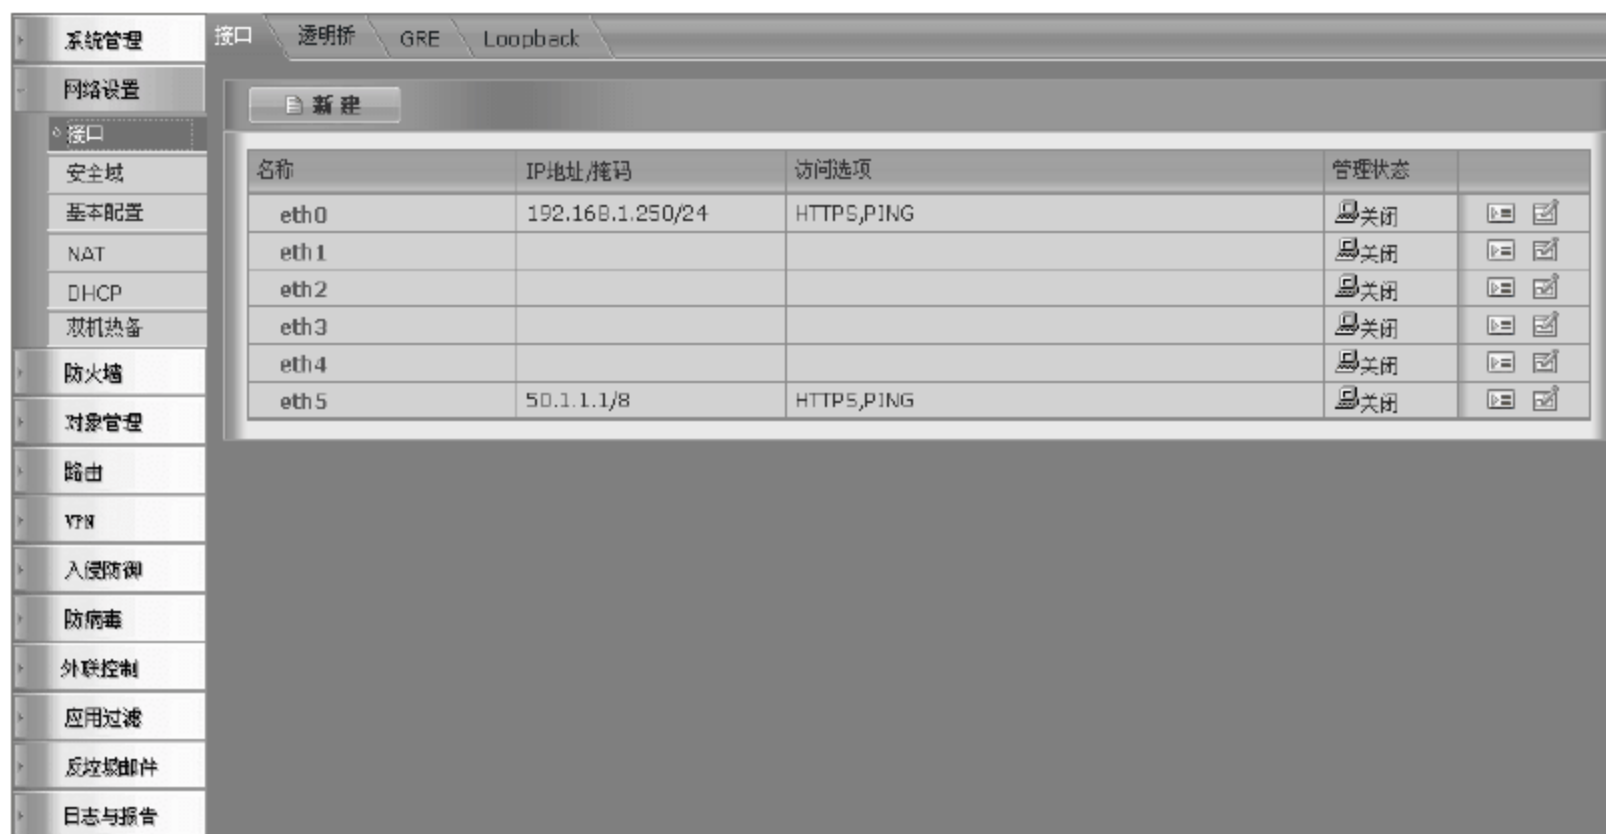 系统管理
网络设置
接口
安全域
基本配置
NAT
DHCP
双机热备
防火墙
对象管理
路由
VPN
入侵防御
防病毒
外联控制
应用过滤
反垃圾邮件
日志与报告
接口 透明桥 GRE Loopback
新建
名称 IP地址/掩码 访问选项 管理状态
eth0 192.168.1.250/24 HTTPS,PING 关闭
eth1 关闭
eth2 关闭
eth3 关闭
eth4 关闭
eth5 50.1.1.1/8 HTTPS,PING 关闭